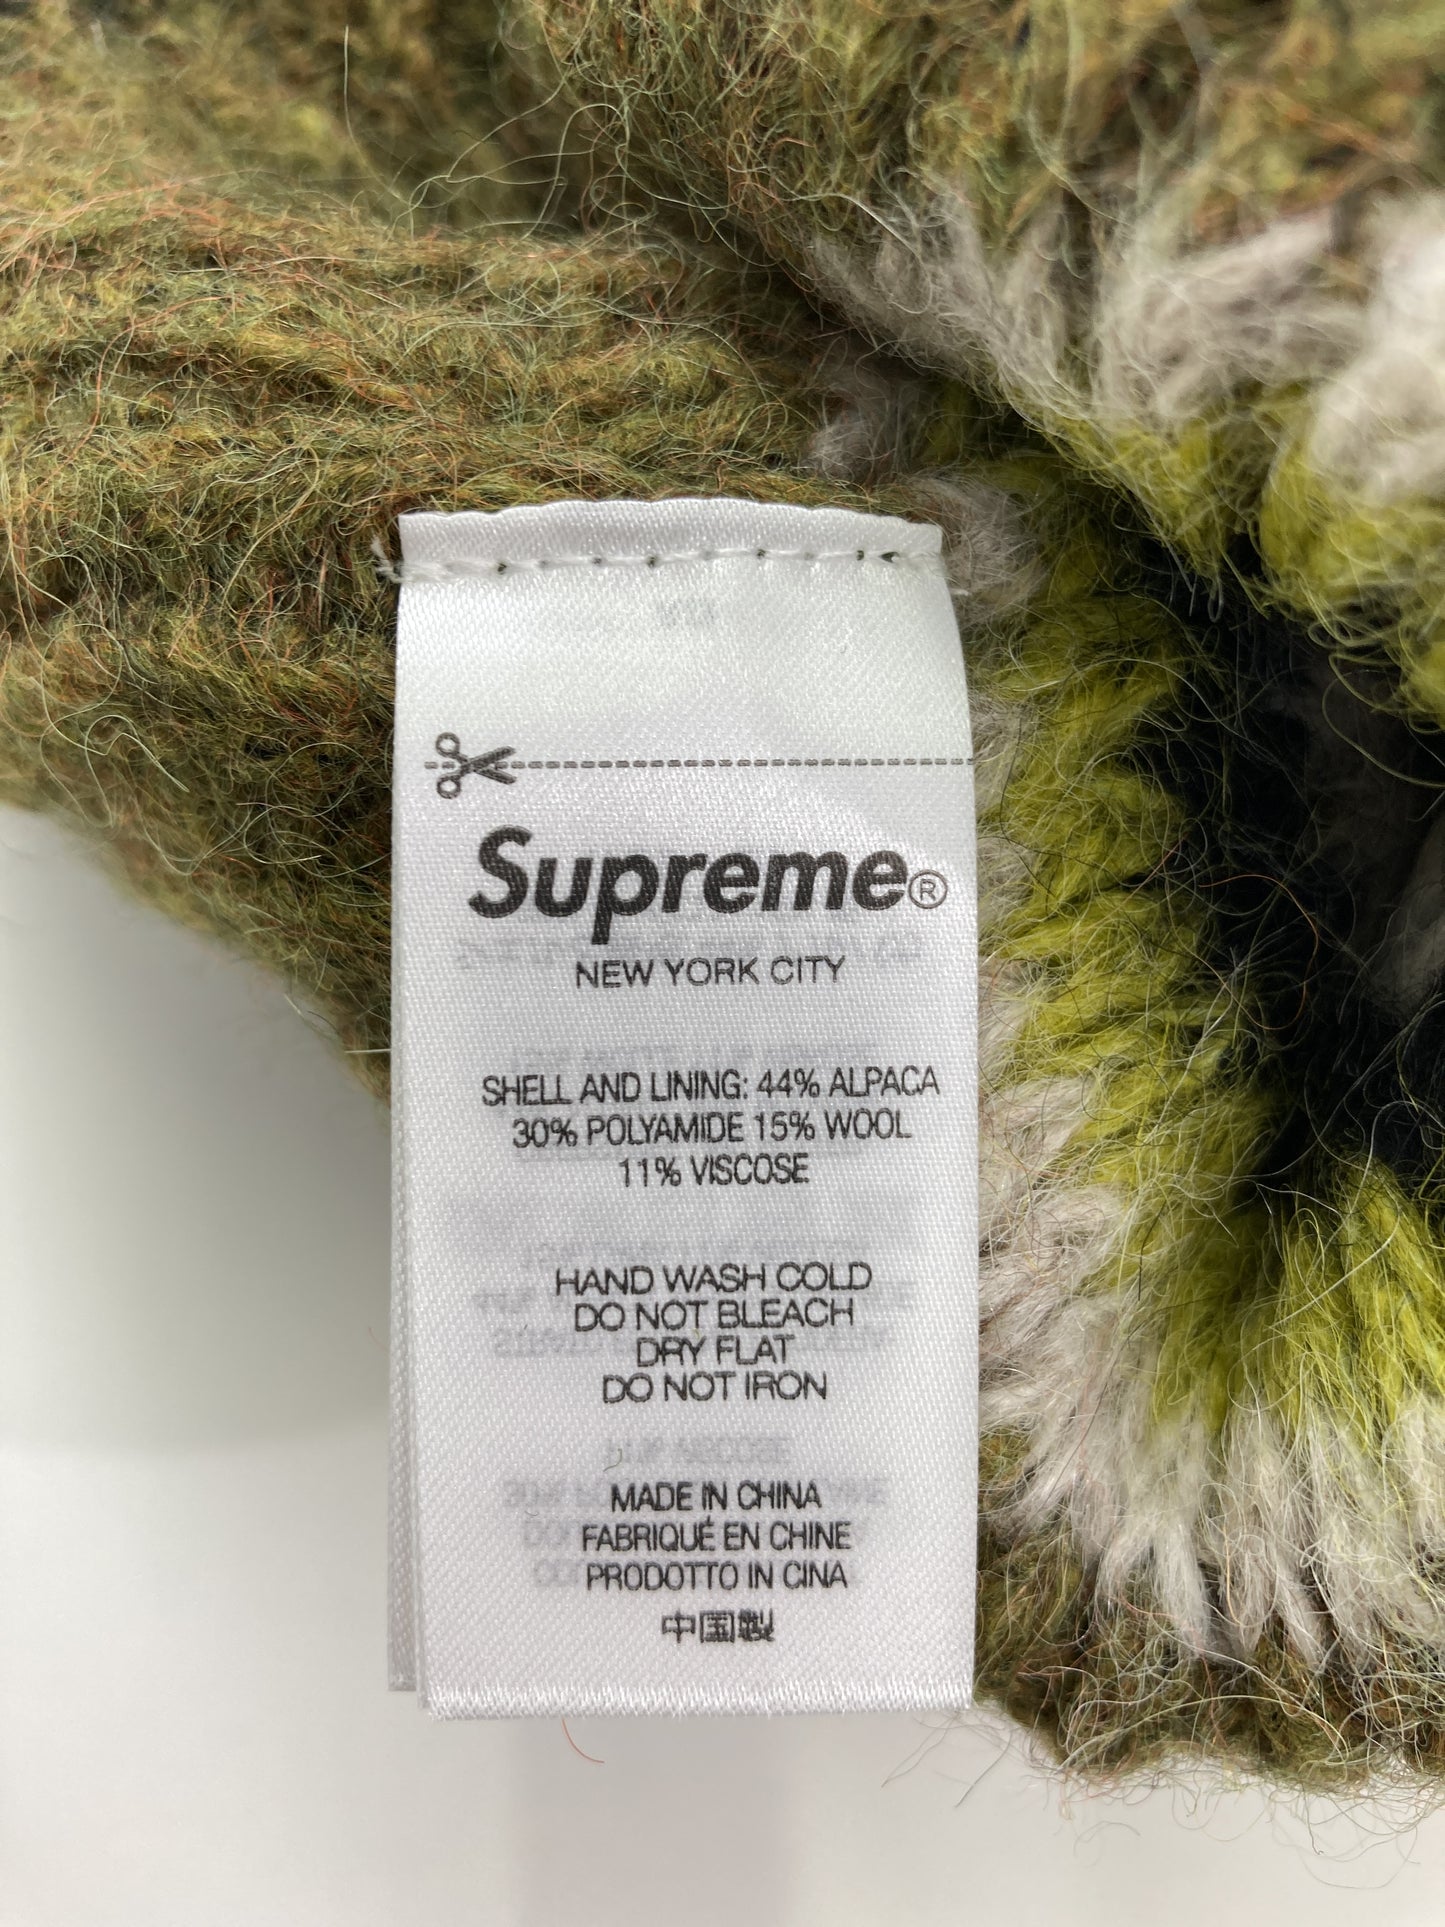 Supreme®
NEW YORK CITY
SHELL AND LINING: 44% ALPACA
30% POLYAMIDE 15% WOOL
11% VISCOSE
HAND WASH COLD
DO NOT BLEACH
DRY FLAT
DO NOT IRON
MADE IN CHINA
FABRIQUÉ EN CHINE
PRODOTTO IN CINA
中国製